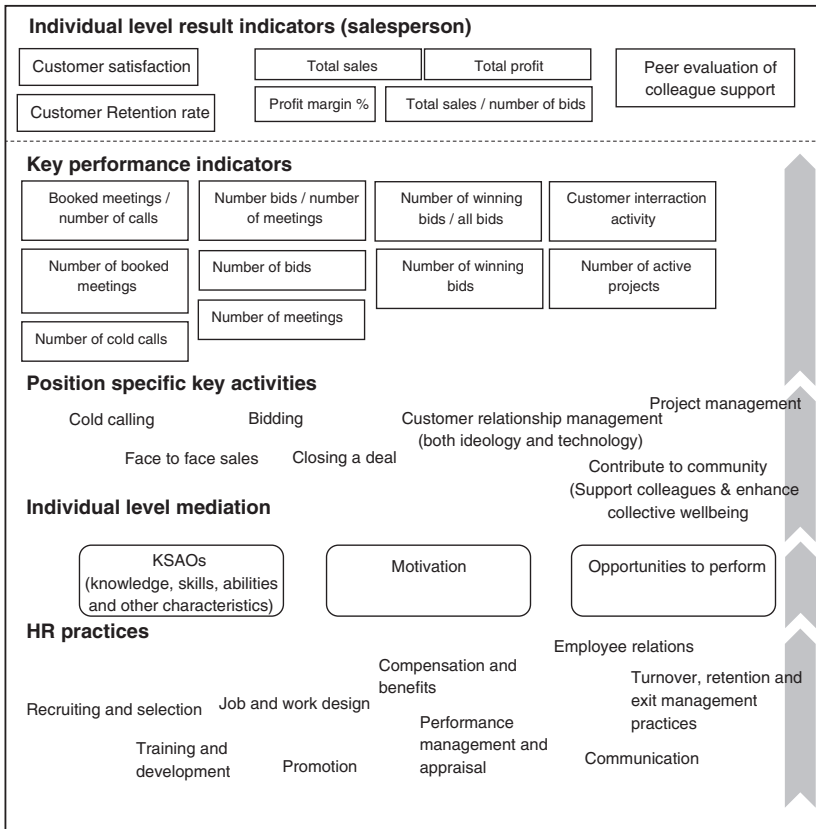 Individual level result indicators (salesperson)
Customer satisfaction
Total sales
Total profit
Peer evaluation of
colleague support
Customer Retention rate
Profit margin %
Total sales / number of bids
Key performance indicators
Booked meetings /
number of calls
Number bids / number
of meetings
Number of winning
bids / all bids
Customer interraction
activity
Number of booked
meetings
Number of bids
Number of winning
bids
Number of active
projects
Number of meetings
Number of cold calls
Position specific key activities
Project management
Cold calling
Bidding
Customer relationship management
(both ideology and technology)
Face to face sales
Closing a deal
Contribute to community
(Support colleagues & enhance
collective wellbeing
Individual level mediation
KSAOs
(knowledge, skills, abilities
and other characteristics)
Motivation
Opportunities to perform
HR practices
Employee relations
Compensation and
benefits
Turnover, retention and
exit management
practices
Recruiting and selection
Job and work design
Performance
management and
appraisal
Training and
development
Promotion
Communication